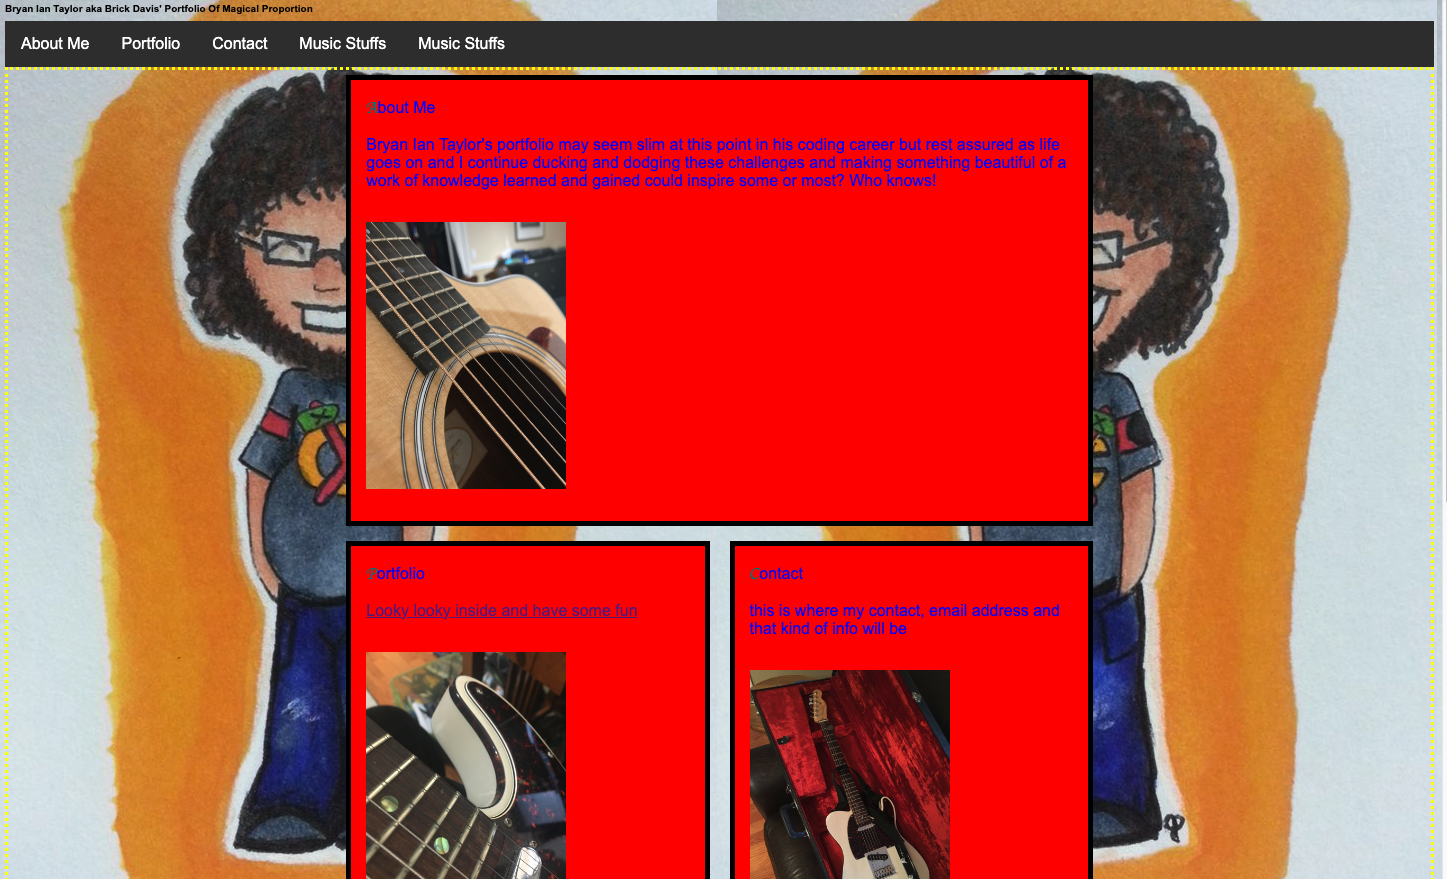 Bryan Ian Taylor aka Brick Davis' Portfolio Of Magical Proportion
About Me Portfolio Contact Music Stuffs Music Stuffs
About Me
Bryan Ian Taylor's portfolio may seem slim at this point in his coding career but rest assured as life
goes on and I continue ducking and dodging these challenges and making something beautiful of a
work of knowledge learned and gained could inspire some or most? Who knows!
Portfolio
Looky looky inside and have some fun
Contact
this is where my contact, email address and
that kind of info will be